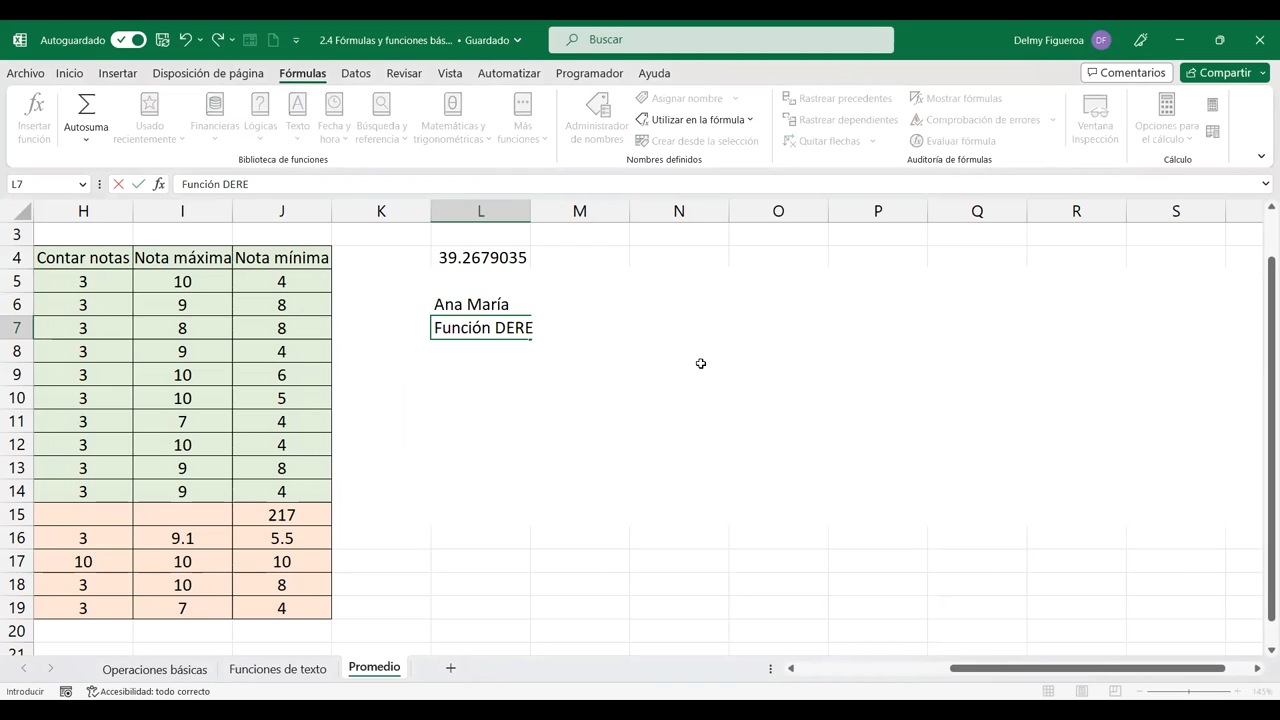 Autoguardado 2.4 Fórmulas y funciones bás... • Guardado Buscar Delmy Figueroa DF
Archivo Inicio Insertar Disposición de página Fórmulas Datos Revisar Vista Automatizar Programador Ayuda Comentarios Compartir
Insertar función
Autosuma
Usado recientemente
Financieras
Lógicas
Texto
Fecha y hora
Búsqueda y referencia
Matemáticas y trigonométricas
Más funciones
Biblioteca de funciones
Administrador de nombres
Asignar nombre
Utilizar en la fórmula
Crear desde la selección
Nombres definidos
Rastrear precedentes
Rastrear dependientes
Quitar flechas
Mostrar fórmulas
Comprobación de errores
Evaluar fórmula
Auditoría de fórmulas
Ventana Inspección
Opciones para el cálculo
Cálculo
L7 fx Función DERE
H I J K L M N O P Q R S
3
4 Contar notas Nota máxima Nota mínima 39.2679035
5 3 10 4
6 3 9 8 Ana María
7 3 8 8 Función DERE
8 3 9 4
9 3 10 6
10 3 10 5
11 3 7 4
12 3 10 4
13 3 9 8
14 3 9 4
15 217
16 3 9.1 5.5
17 10 10 10
18 3 10 8
19 3 7 4
20
21
Operaciones básicas Funciones de texto Promedio
Introducir Accesibilidad: todo correcto 145%